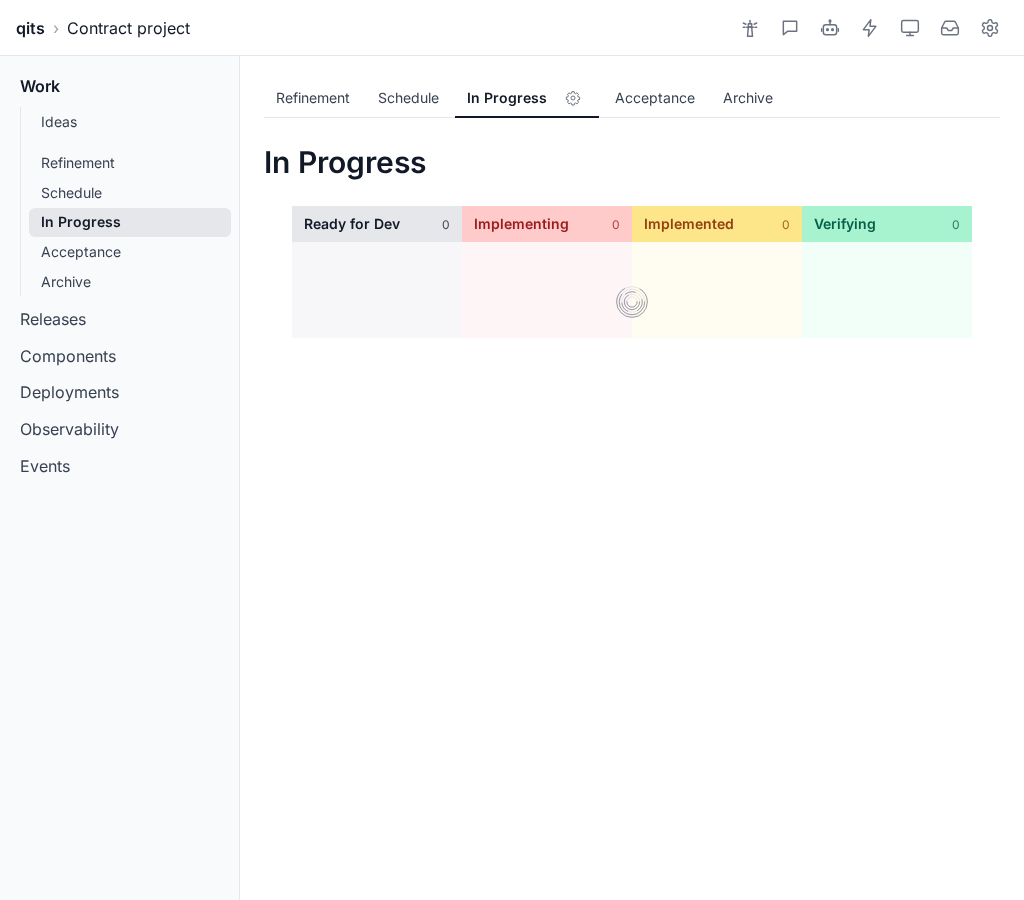 qits › Contract project
Work
Ideas
Refinement
Schedule
In Progress
Acceptance
Archive
Releases
Components
Deployments
Observability
Events
Refinement Schedule In Progress Acceptance Archive
In Progress
Ready for Dev 0 Implementing 0 Implemented 0 Verifying 0